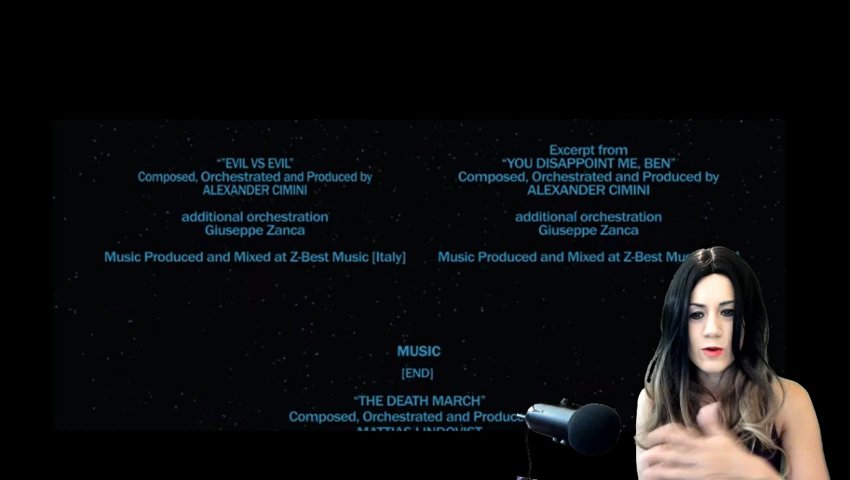 “"EVIL VS EVIL”
Composed, Orchestrated and Produced by
ALEXANDER CIMINI
additional orchestration
Giuseppe Zanca
Music Produced and Mixed at Z-Best Music [Italy]
Excerpt from
“YOU DISAPPOINT ME, BEN”
Composed, Orchestrated and Produced by
ALEXANDER CIMINI
additional orchestration
Giuseppe Zanca
Music Produced and Mixed at Z-Best
MUSIC
[END]
“THE DEATH MARCH”
Composed, Orchestrated and
MATTIAS LINDQVIST